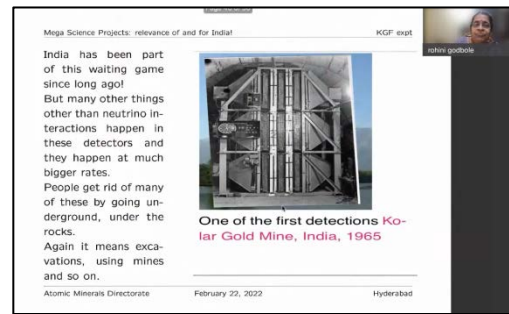 Mega Science Projects: relevance of and for India!
KGF expt
rohini godbole
India has been part
of this waiting game
since long ago!
But many other things
other than neutrino in-
teractions happen in
these detectors and
they happen at much
bigger rates.
People get rid of many
of these by going un-
derground, under the
rocks.
Again it means exca-
vations, using mines
and so on.
One of the first detections Ko-
lar Gold Mine, India, 1965
Atomic Minerals Directorate
February 22, 2022
Hyderabad